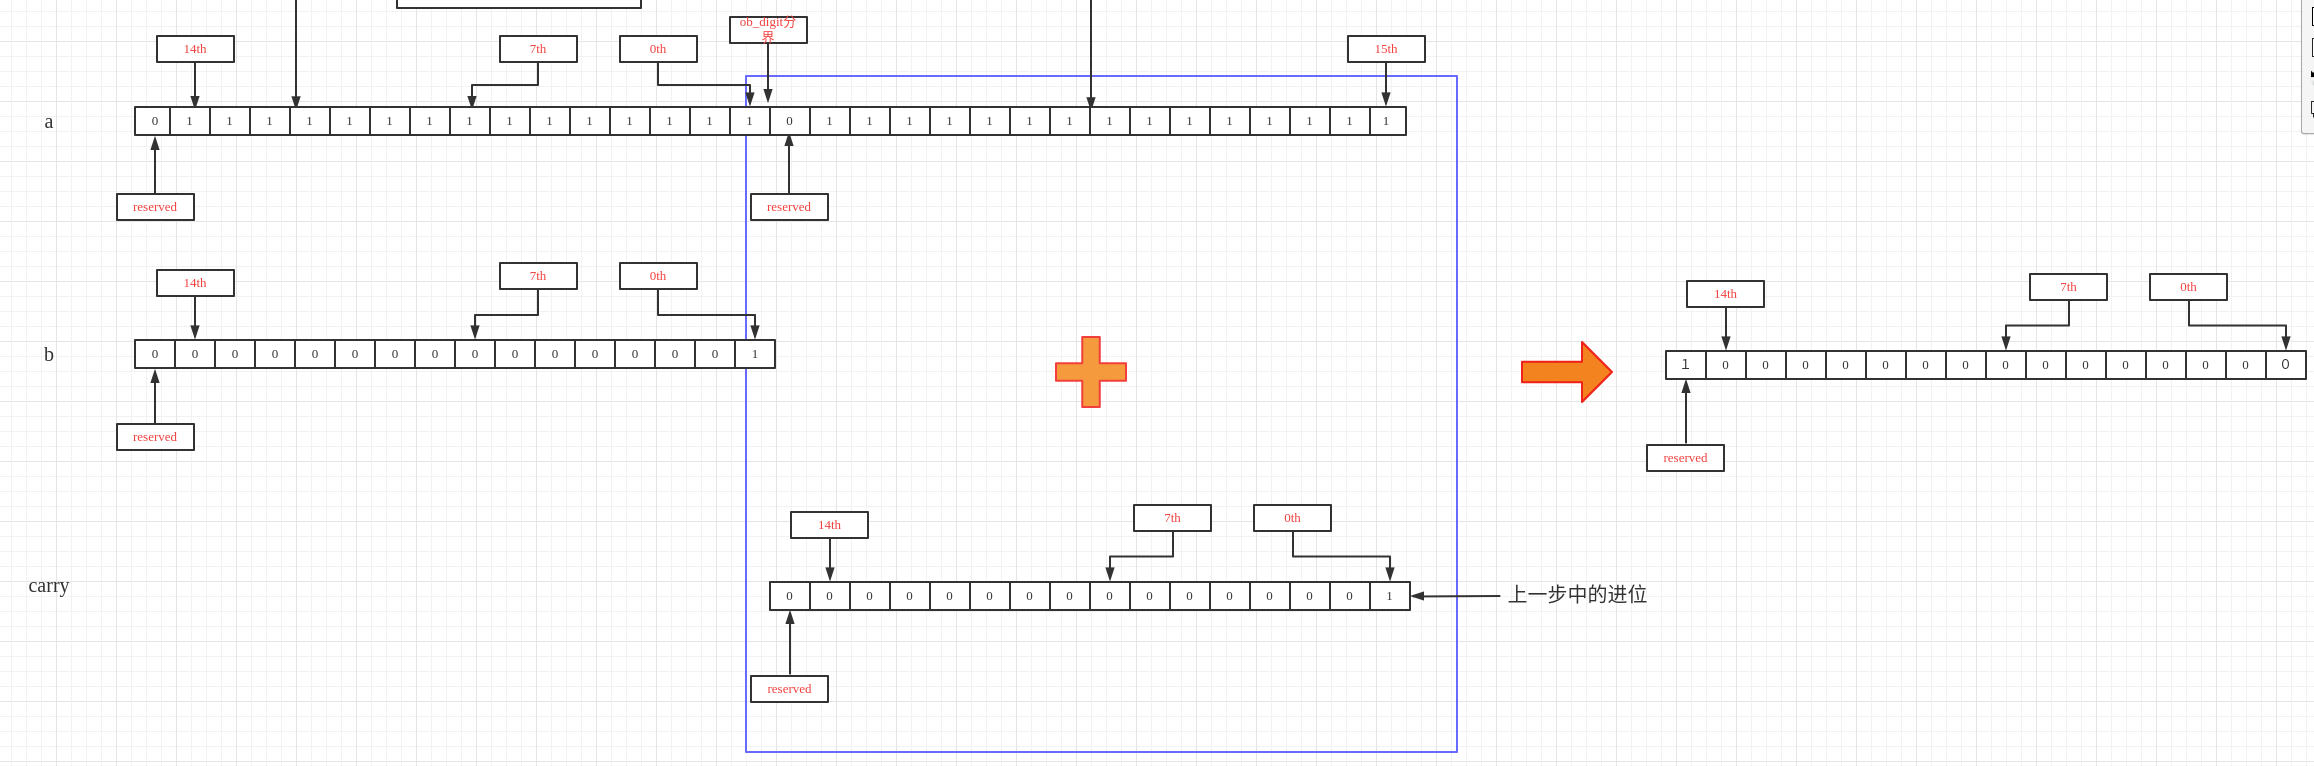 ob_digit分
界
14th 7th 0th 15th
a 0 1 1 1 1 1 1 1 1 1 1 1 1 1 1 1 0 1 1 1 1 1 1 1 1 1 1 1 1 1 1 1
reserved reserved
14th 7th 0th
b 0 0 0 0 0 0 0 0 0 0 0 0 0 0 0 1
reserved
14th 7th 0th
1 0 0 0 0 0 0 0 0 0 0 0 0 0 0 0
reserved
14th 7th 0th
carry 0 0 0 0 0 0 0 0 0 0 0 0 0 0 0 1 上一步中的进位
reserved